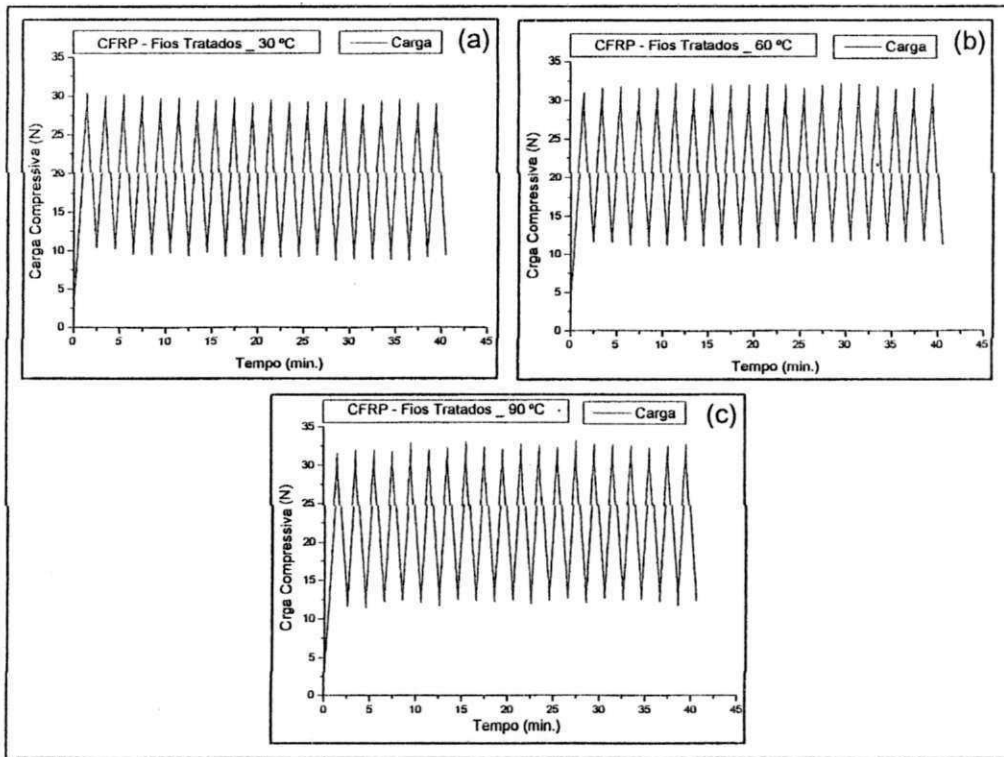 CFRP - Fios Tratados _ 30 ºC
Carga
(a)
35
30
25
20
15
10
5
0
Carga Compressiva (N)
0 5 10 15 20 25 30 35 40 45
Tempo (min.)
CFRP - Fios Tratados _ 60 ºC
Carga
(b)
35
30
25
20
15
10
5
0
Crga Compressiva (N)
0 5 10 15 20 25 30 35 40 45
Tempo (min.)
CFRP - Fios Tratados _ 90 ºC
Carga
(c)
35
30
25
20
15
10
5
0
Crga Compressiva (N)
0 5 10 15 20 25 30 35 40 45
Tempo (min.)